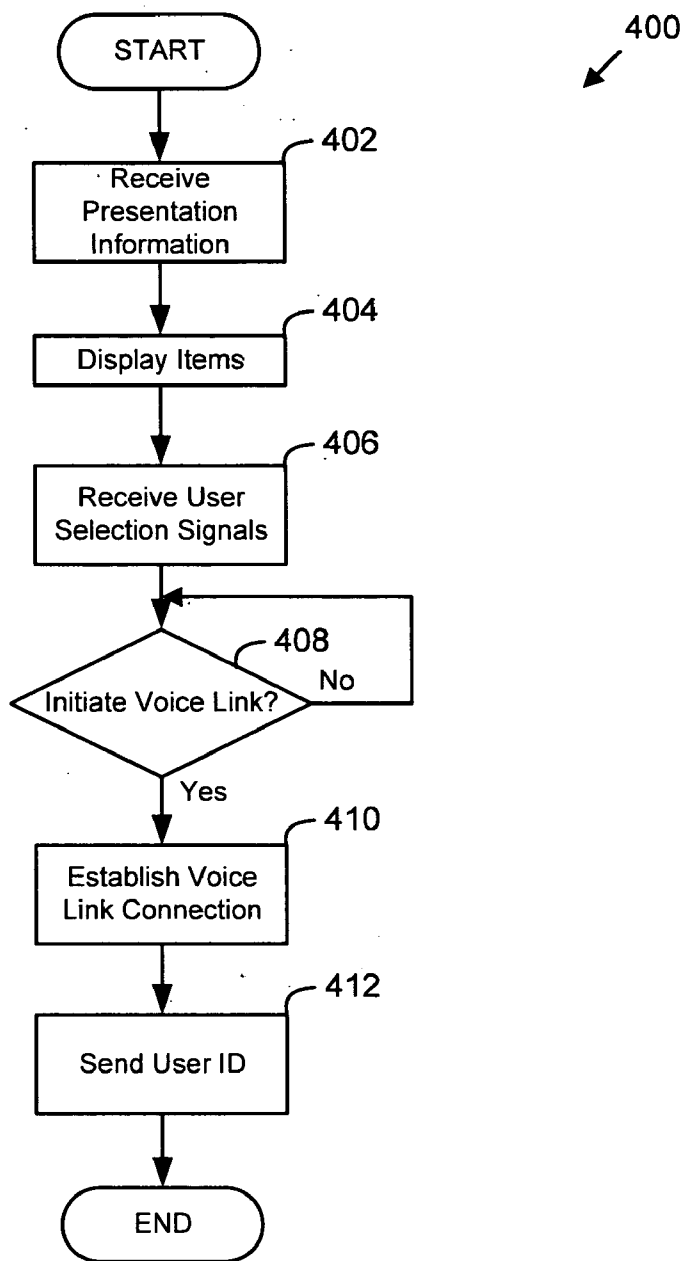 START
400
402
Receive
Presentation
Information
404
Display Items
406
Receive User
Selection Signals
408
Initiate Voice Link?
No
Yes
410
Establish Voice
Link Connection
412
Send User ID
END